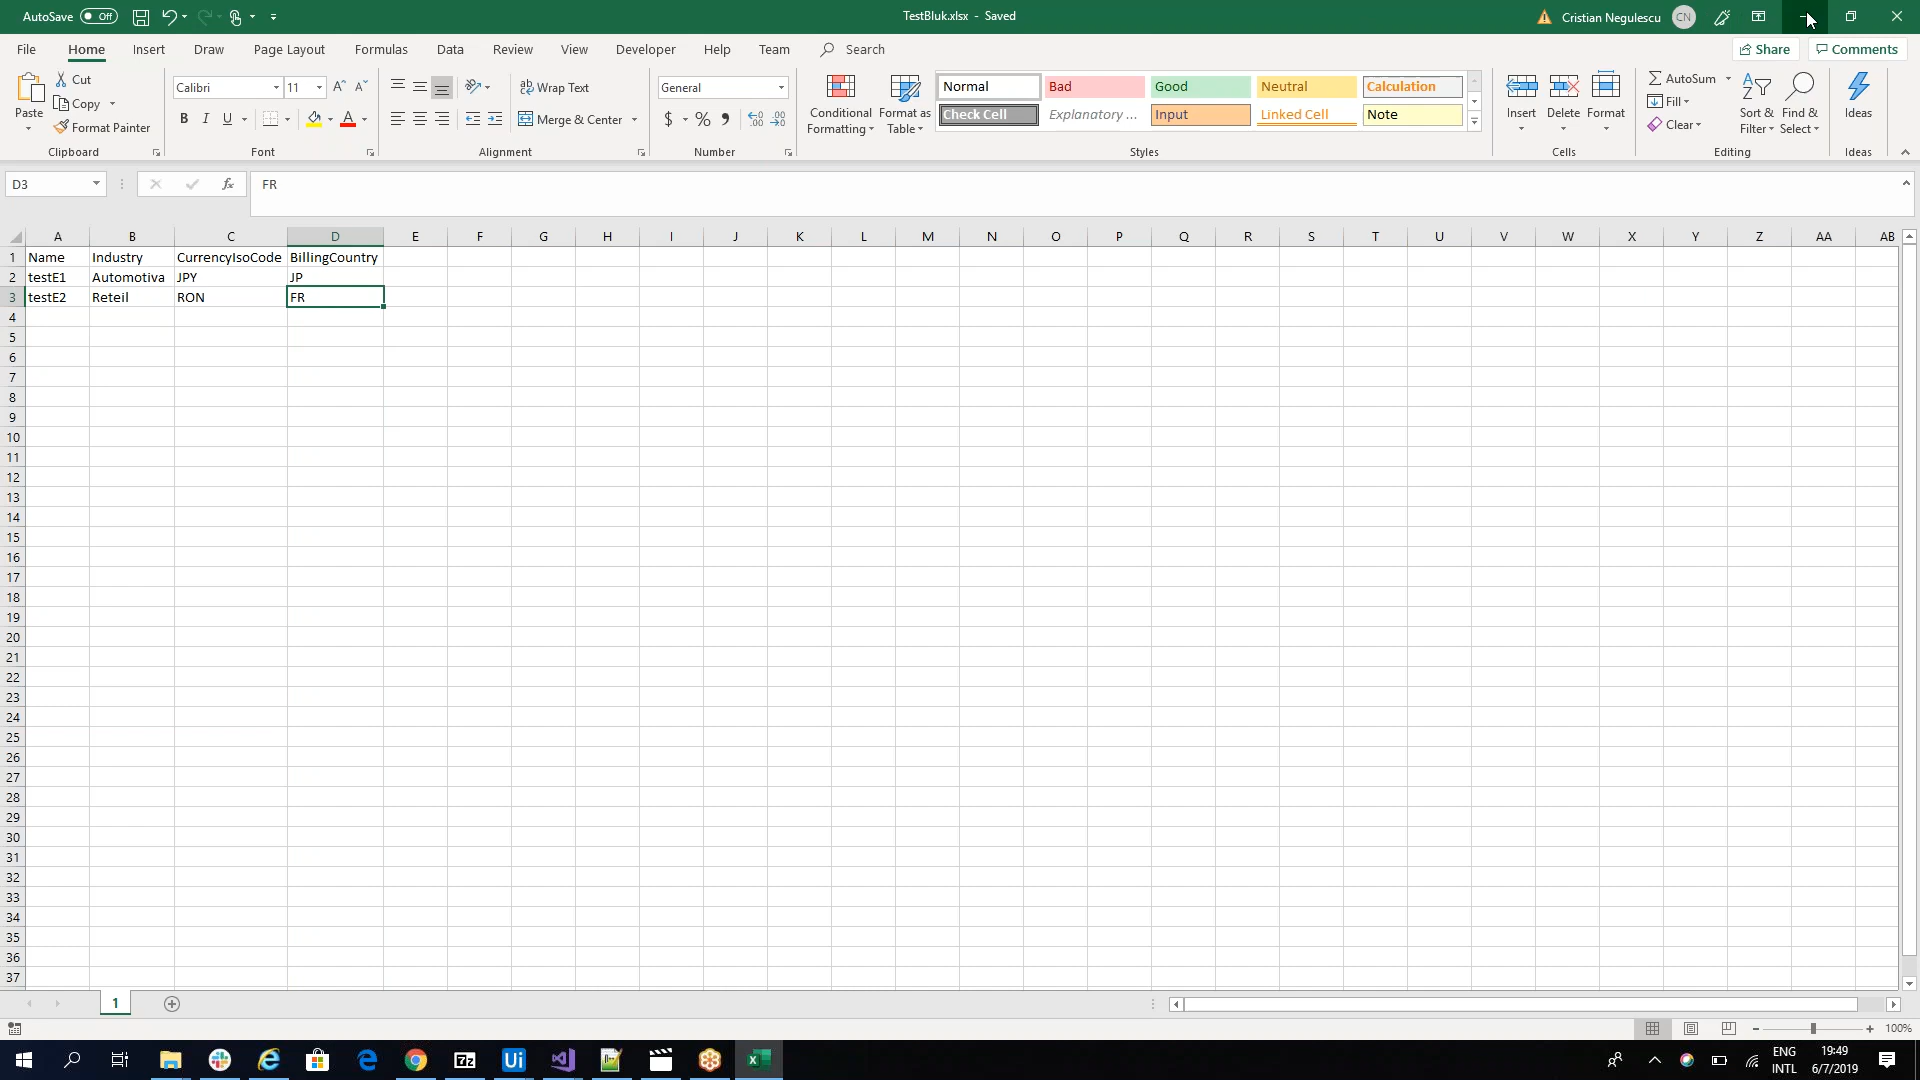 AutoSave Off TestBluk.xlsx - Saved Cristian Negulescu CN
File Home Insert Draw Page Layout Formulas Data Review View Developer Help Team Search Share Comments
Paste Cut Copy Format Painter Clipboard
Calibri 11 B I U A A A Font
Wrap Text Merge & Center Alignment
General $ % Number
Conditional Formatting Format as Table
Normal Bad Good Neutral Calculation
Check Cell Explanatory ... Input Linked Cell Note
Styles
Insert Delete Format Cells
AutoSum Fill Clear Sort & Filter Find & Select Editing
Ideas Ideas
D3 fx FR
A B C D E F G H I J K L M N O P Q R S T U V W X Y Z AA AB
1 Name Industry CurrencyIsoCode BillingCountry
2 testE1 Automotiva JPY JP
3 testE2 Reteil RON FR
4
5
6
7
8
9
10
11
12
13
14
15
16
17
18
19
20
21
22
23
24
25
26
27
28
29
30
31
32
33
34
35
36
37
1
100%
7z Ui ENG INTL 19:49 6/7/2019